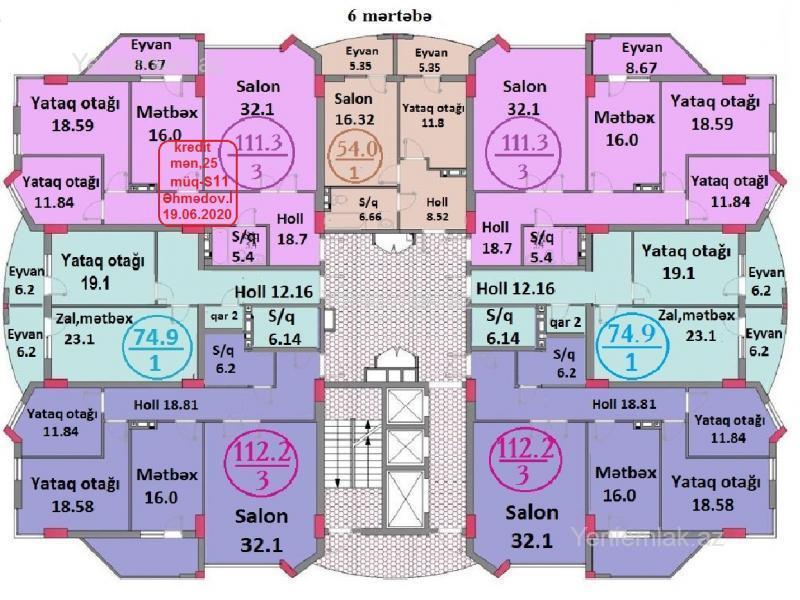 6 mərtəbə
Eyvan
8.67
Eyvan
5.35
Eyvan
5.35
Eyvan
8.67
Yataq otağı
18.59
Mətbəx
16.0
Salon
32.1
111.3
3
Salon
16.32
Yataq otağı
11.8
54.0
1
Salon
32.1
111.3
3
Mətbəx
16.0
Yataq otağı
18.59
kredit
mən,25
müq-S11
Əhmədov.I
19.06.2020
Yataq otağı
11.84
S/q
6.66
Holl
8.52
Yataq otağı
11.84
Holl
18.7
S/q
5.4
Holl
18.7
S/q
5.4
Eyvan
6.2
Yataq otağı
19.1
Holl 12.16
Holl 12.16
Yataq otağı
19.1
Eyvan
6.2
Eyvan
6.2
Zal,mətbəx
23.1
74.9
1
qar 2
S/q
6.14
S/q
6.2
S/q
6.14
qar 2
S/q
6.2
74.9
1
Zal,mətbəx
23.1
Eyvan
6.2
Yataq otağı
11.84
Holl 18.81
Holl 18.81
Yataq otağı
11.84
Yataq otağı
18.58
Mətbəx
16.0
112.2
3
Salon
32.1
112.2
3
Salon
32.1
Mətbəx
16.0
Yataq otağı
18.58
Yeniemlak.az